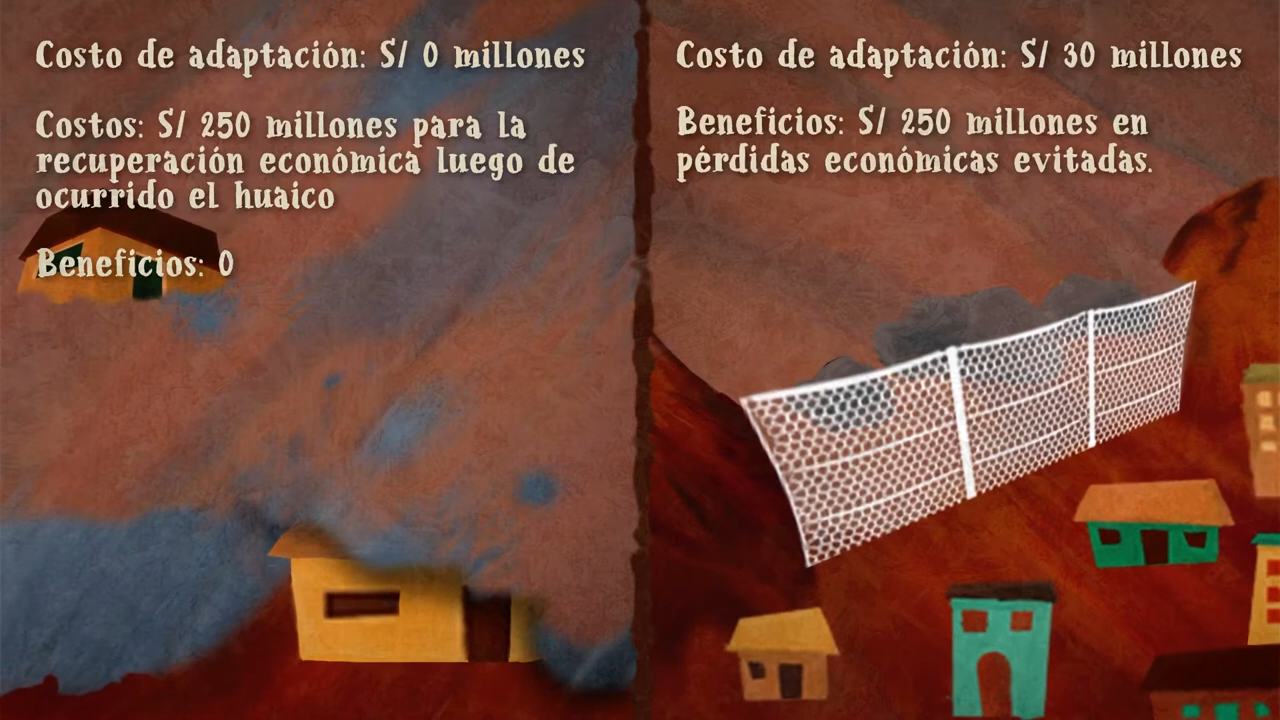 Costo de adaptación: S/ 0 millones
Costos: S/ 250 millones para la
recuperación económica luego de
ocurrido el huaico
Beneficios: 0
Costo de adaptación: S/ 30 millones
Beneficios: S/ 250 millones en
pérdidas económicas evitadas.